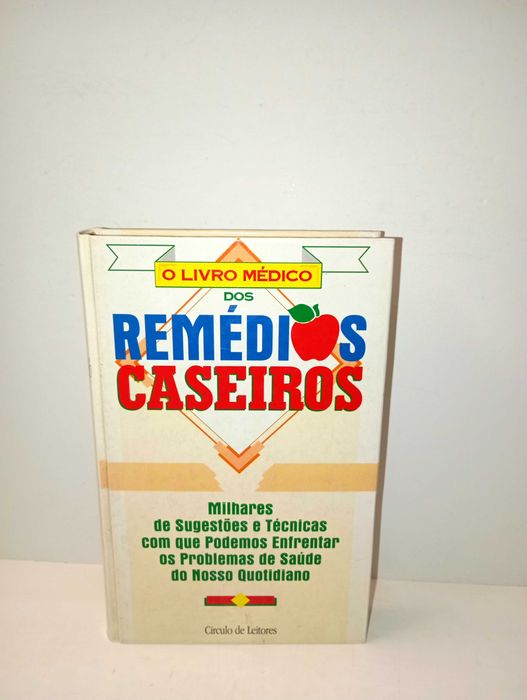 O LIVRO MÉDICO
DOS
REMÉDIOS
CASEIROS
Milhares
de Sugestões e Técnicas
com que Podemos Enfrentar
os Problemas de Saúde
do Nosso Quotidiano
Círculo de Leitores